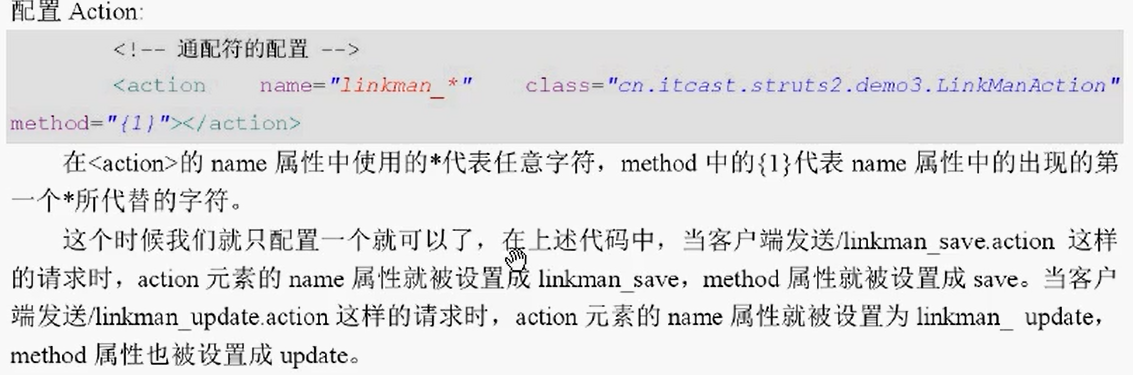 配置 Action:
<!-- 通配符的配置 -->
<action name="linkman_*" class="cn.itcast.struts2.demo3.LinkManAction"
method="{1}"></action>
在<action>的 name 属性中使用的*代表任意字符，method 中的{1}代表 name 属性中的出现的第
一个*所代替的字符。
这个时候我们就只配置一个就可以了，在上述代码中，当客户端发送/linkman_save.action 这样
的请求时，action 元素的 name 属性就被设置成 linkman_save，method 属性就被设置成 save。当客户
端发送/linkman_update.action 这样的请求时，action 元素的 name 属性就被设置为 linkman_ update，
method 属性也被设置成 update。